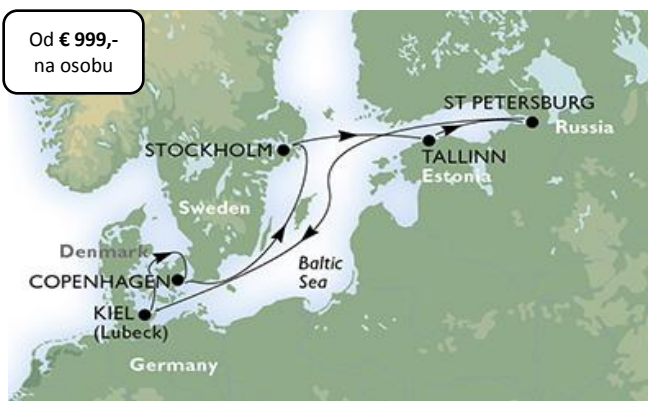 Od € 999,-
na osobu
ST PETERSBURG
Russia
STOCKHOLM
TALLINN
Estonia
Sweden
Denmark
COPENHAGEN
Baltic
Sea
KIEL
(Lubeck)
Germany